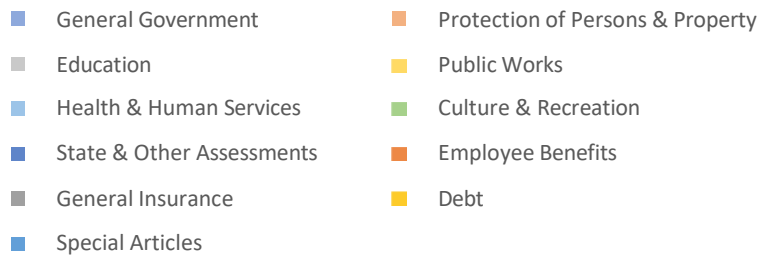 General Government
Protection of Persons & Property
Education
Public Works
Health & Human Services
Culture & Recreation
State & Other Assessments
Employee Benefits
General Insurance
Debt
Special Articles